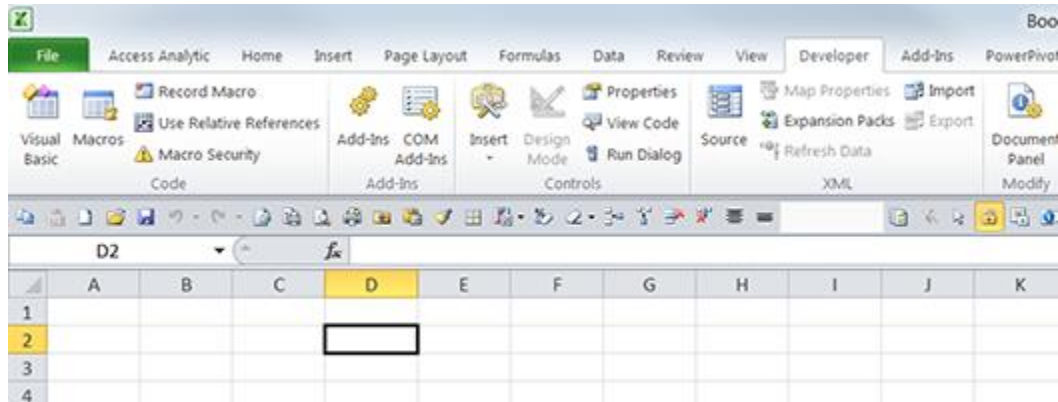 Boo
File Access Analytic Home Insert Page Layout Formulas Data Review View Developer Add-Ins PowerPivot
Record Macro Properties Map Properties Import
Use Relative References View Code Expansion Packs Export
Visual Basic Macros Add-Ins COM Add-Ins Insert Design Mode Source Document Panel
Macro Security Run Dialog Refresh Data
Code Add-Ins Controls XML Modify
D2 fx
A B C D E F G H I J K
1
2
3
4